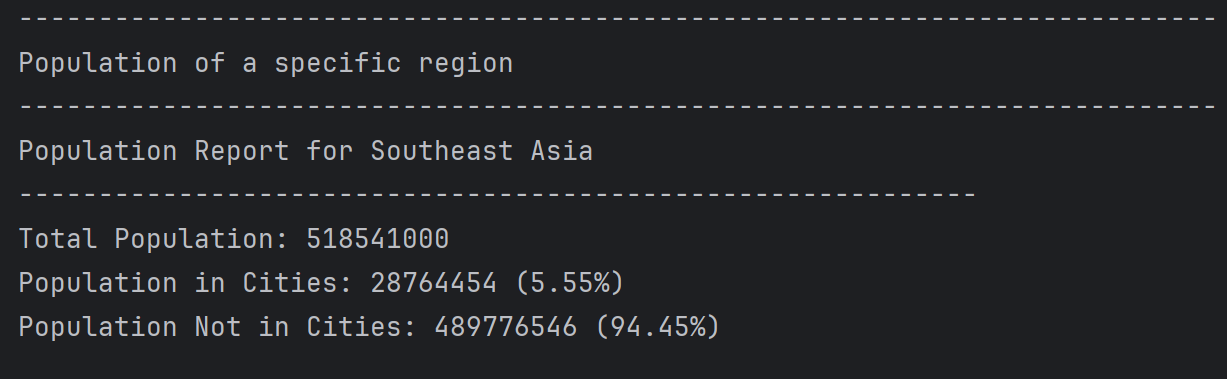 ---------------------------------------------------------------------------
Population of a specific region
---------------------------------------------------------------------------
Population Report for Southeast Asia
------------------------------------------------------------
Total Population: 518541000
Population in Cities: 28764454 (5.55%)
Population Not in Cities: 489776546 (94.45%)